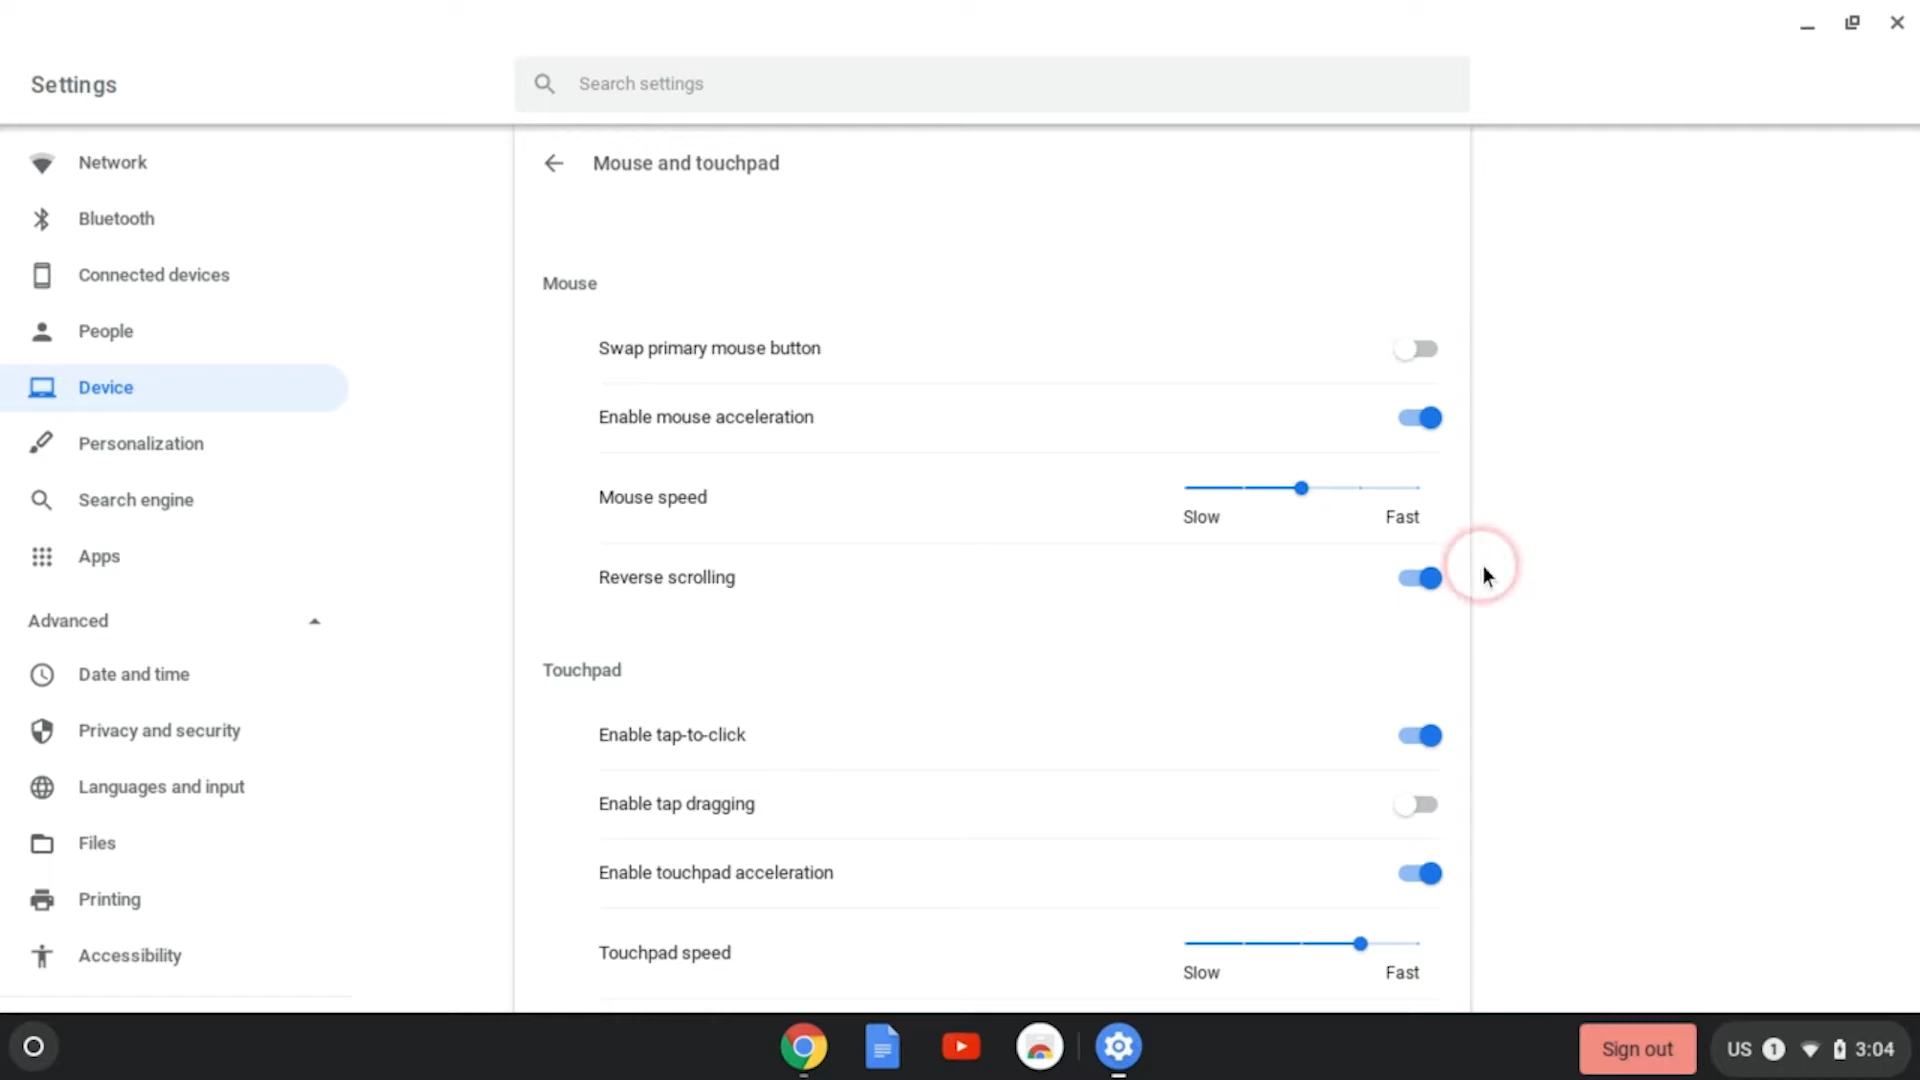 Settings
Search settings
Network
Bluetooth
Connected devices
People
Device
Personalization
Search engine
Apps
Advanced
Date and time
Privacy and security
Languages and input
Files
Printing
Accessibility
Mouse and touchpad
Mouse
Swap primary mouse button
Enable mouse acceleration
Mouse speed
Slow Fast
Reverse scrolling
Touchpad
Enable tap-to-click
Enable tap dragging
Enable touchpad acceleration
Touchpad speed
Slow Fast
Sign out
US 1 3:04